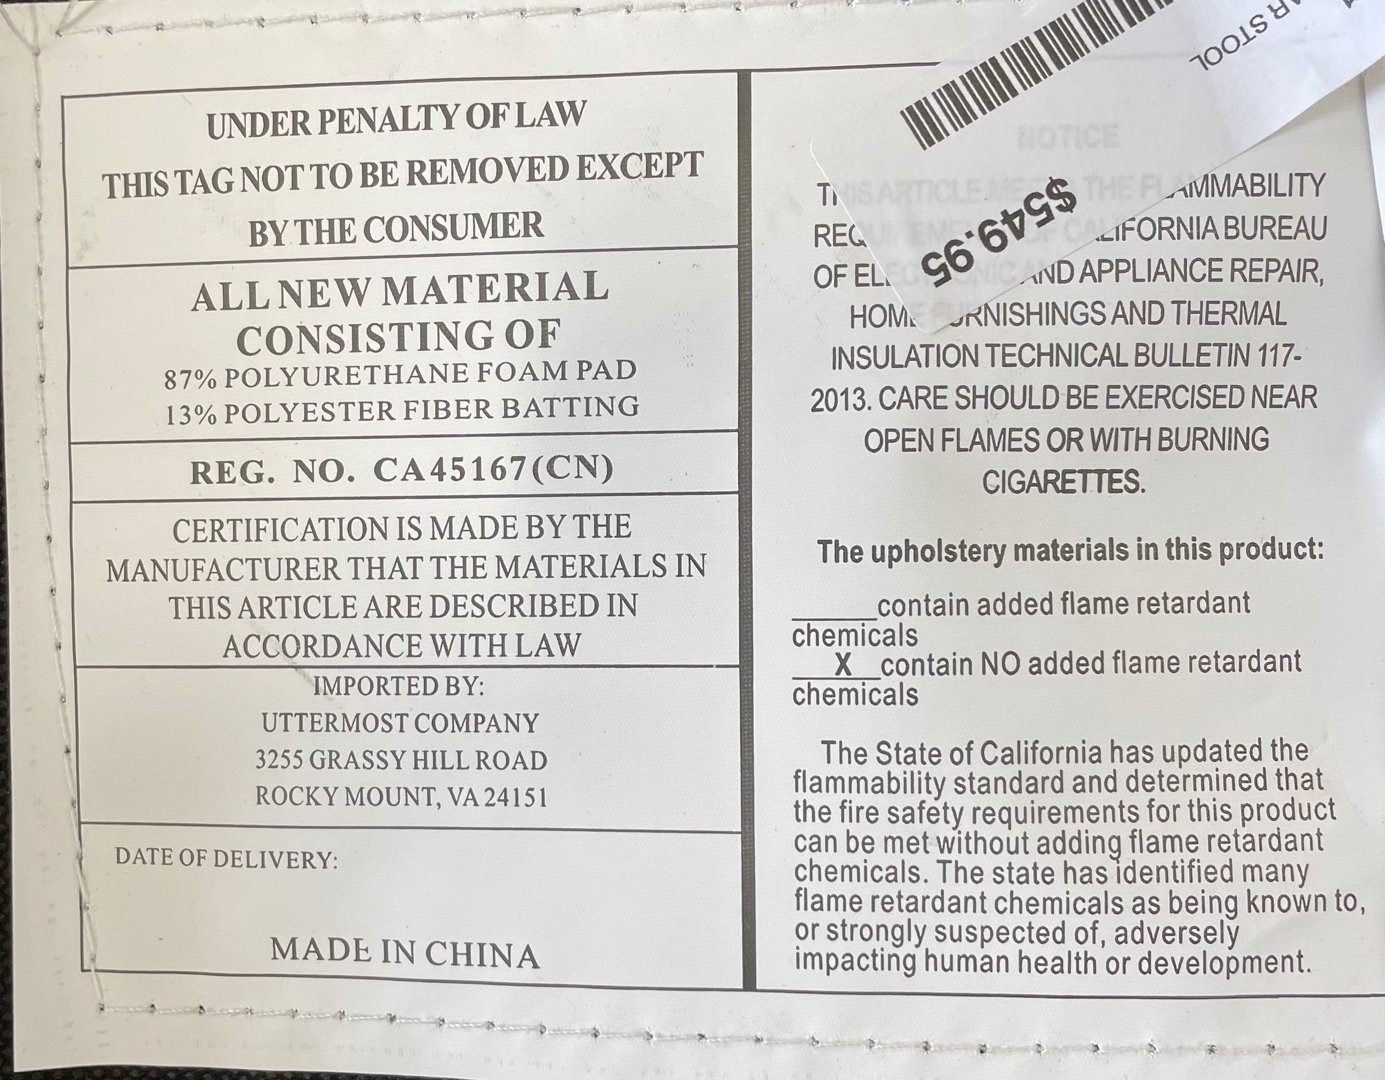 UNDER PENALTY OF LAW
THIS TAG NOT TO BE REMOVED EXCEPT
BY THE CONSUMER
ALL NEW MATERIAL
CONSISTING OF
87% POLYURETHANE FOAM PAD
13% POLYESTER FIBER BATTING
REG. NO. CA45167(CN)
CERTIFICATION IS MADE BY THE
MANUFACTURER THAT THE MATERIALS IN
THIS ARTICLE ARE DESCRIBED IN
ACCORDANCE WITH LAW
IMPORTED BY:
UTTERMOST COMPANY
3255 GRASSY HILL ROAD
ROCKY MOUNT, VA 24151
DATE OF DELIVERY:
MADE IN CHINA
AR STOOL
$549.95
NOTICE
THIS ARTICLE MEETS THE FLAMMABILITY
REQUIREMENTS OF CALIFORNIA BUREAU
OF ELECTRONIC AND APPLIANCE REPAIR,
HOME FURNISHINGS AND THERMAL
INSULATION TECHNICAL BULLETIN 117-
2013. CARE SHOULD BE EXERCISED NEAR
OPEN FLAMES OR WITH BURNING
CIGARETTES.
The upholstery materials in this product:
_____contain added flame retardant
chemicals
__X__contain NO added flame retardant
chemicals
The State of California has updated the
flammability standard and determined that
the fire safety requirements for this product
can be met without adding flame retardant
chemicals. The state has identified many
flame retardant chemicals as being known to,
or strongly suspected of, adversely
impacting human health or development.